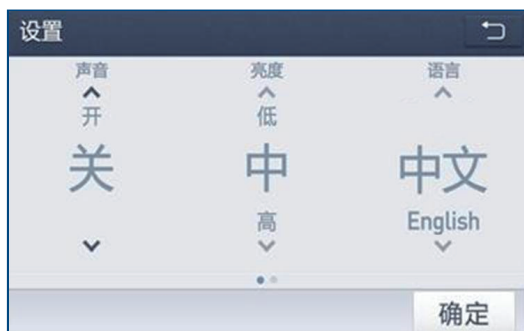 设置
声音 亮度 语言
开 低
关 中 中文
高 English
确定